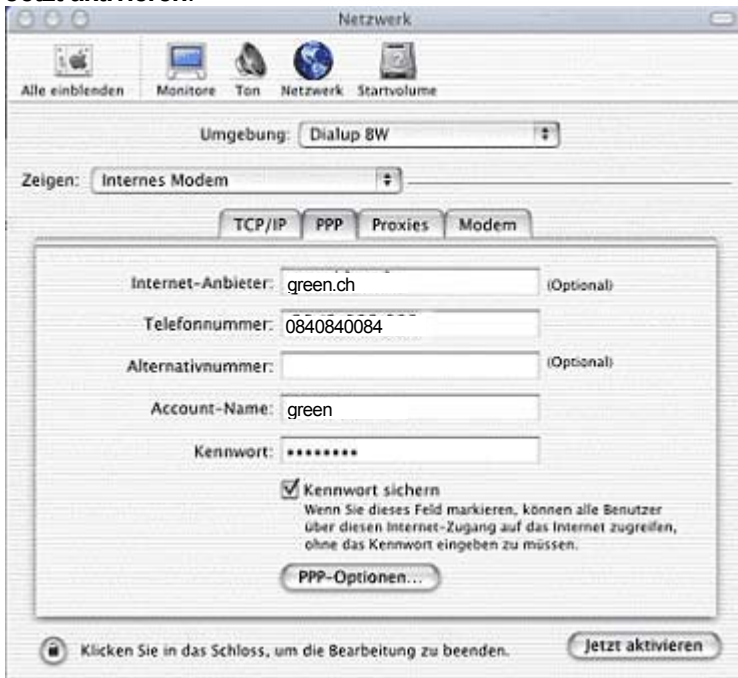 Jetzt aktivieren.
Netzwerk
Alle einblenden Monitore Ton Netzwerk Startvolume
Umgebung: Dialup 8W
Zeigen: Internes Modem
TCP/IP PPP Proxies Modem
Internet-Anbieter: green.ch (Optional)
Telefonnummer: 0840840084
Alternativnummer: (Optional)
Account-Name: green
Kennwort: ••••••••
Kennwort sichern
Wenn Sie dieses Feld markieren, können alle Benutzer
über diesen Internet-Zugang auf das Internet zugreifen,
ohne das Kennwort eingeben zu müssen.
PPP-Optionen...
Klicken Sie in das Schloss, um die Bearbeitung zu beenden. Jetzt aktivieren